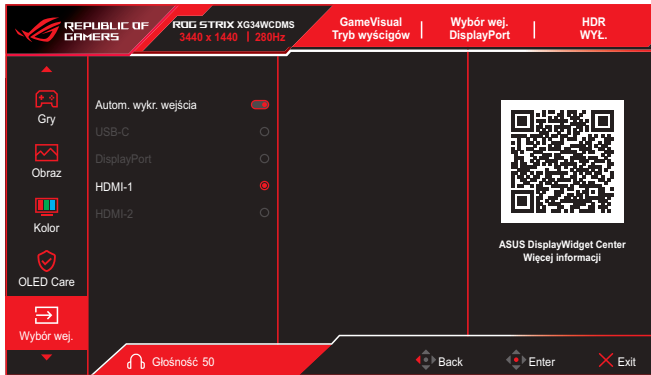 REPUBLIC OF
GAMERS
ROG STRIX XG34WCDMS
3440 x 1440 | 280Hz
GameVisual
Tryb wyścigów
Wybór wej.
DisplayPort
HDR
WYŁ.
Gry
Obraz
Kolor
OLED Care
Wybór wej.
Autom. wykr. wejścia
USB-C
DisplayPort
HDMI-1
HDMI-2
ASUS DisplayWidget Center
Więcej informacji
Głośność 50
Back
Enter
Exit